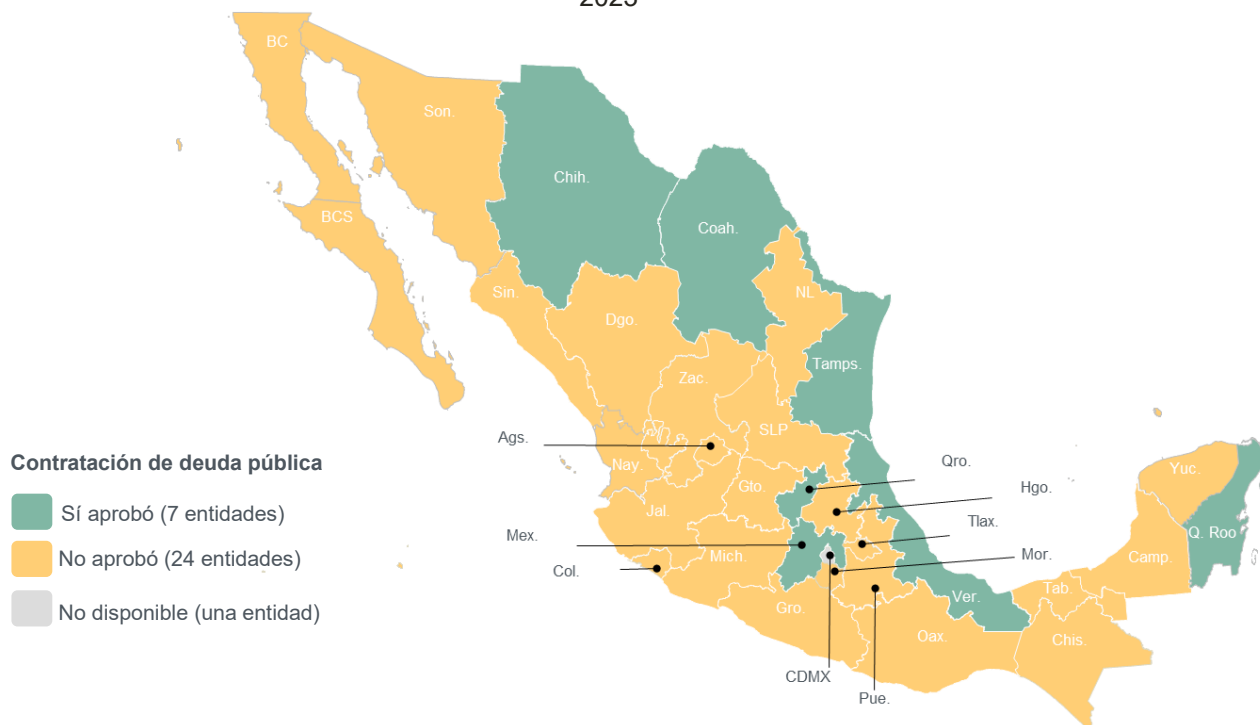 2025
BC
Son.
Chih.
Coah.
BCS
Sin.
NL
Dgo.
Tamps.
Zac.
Ags.
SLP
Contratación de deuda pública
Nay.
Qro.
Yuc.
Sí aprobó (7 entidades)
Gto.
Hgo.
Jal.
Tlax.
Q. Roo
Mex.
No aprobó (24 entidades)
Mich.
Mor.
Camp.
Col.
Tab.
Ver.
No disponible (una entidad)
Gro.
Oax.
Chis.
CDMX
Pue.